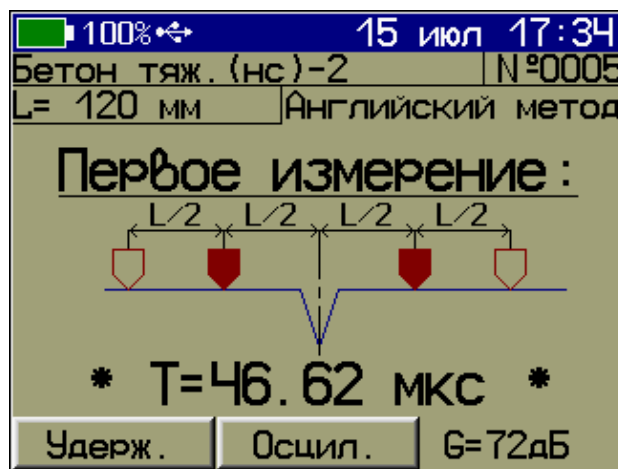 100% 15 июл 17:34
Бетон тяж.(нс)-2 №0005
L= 120 мм Английский метод
Первое измерение:
L/2 L/2 L/2 L/2
* T=46.62 мкс *
Удерж. Осцил. G=72дБ